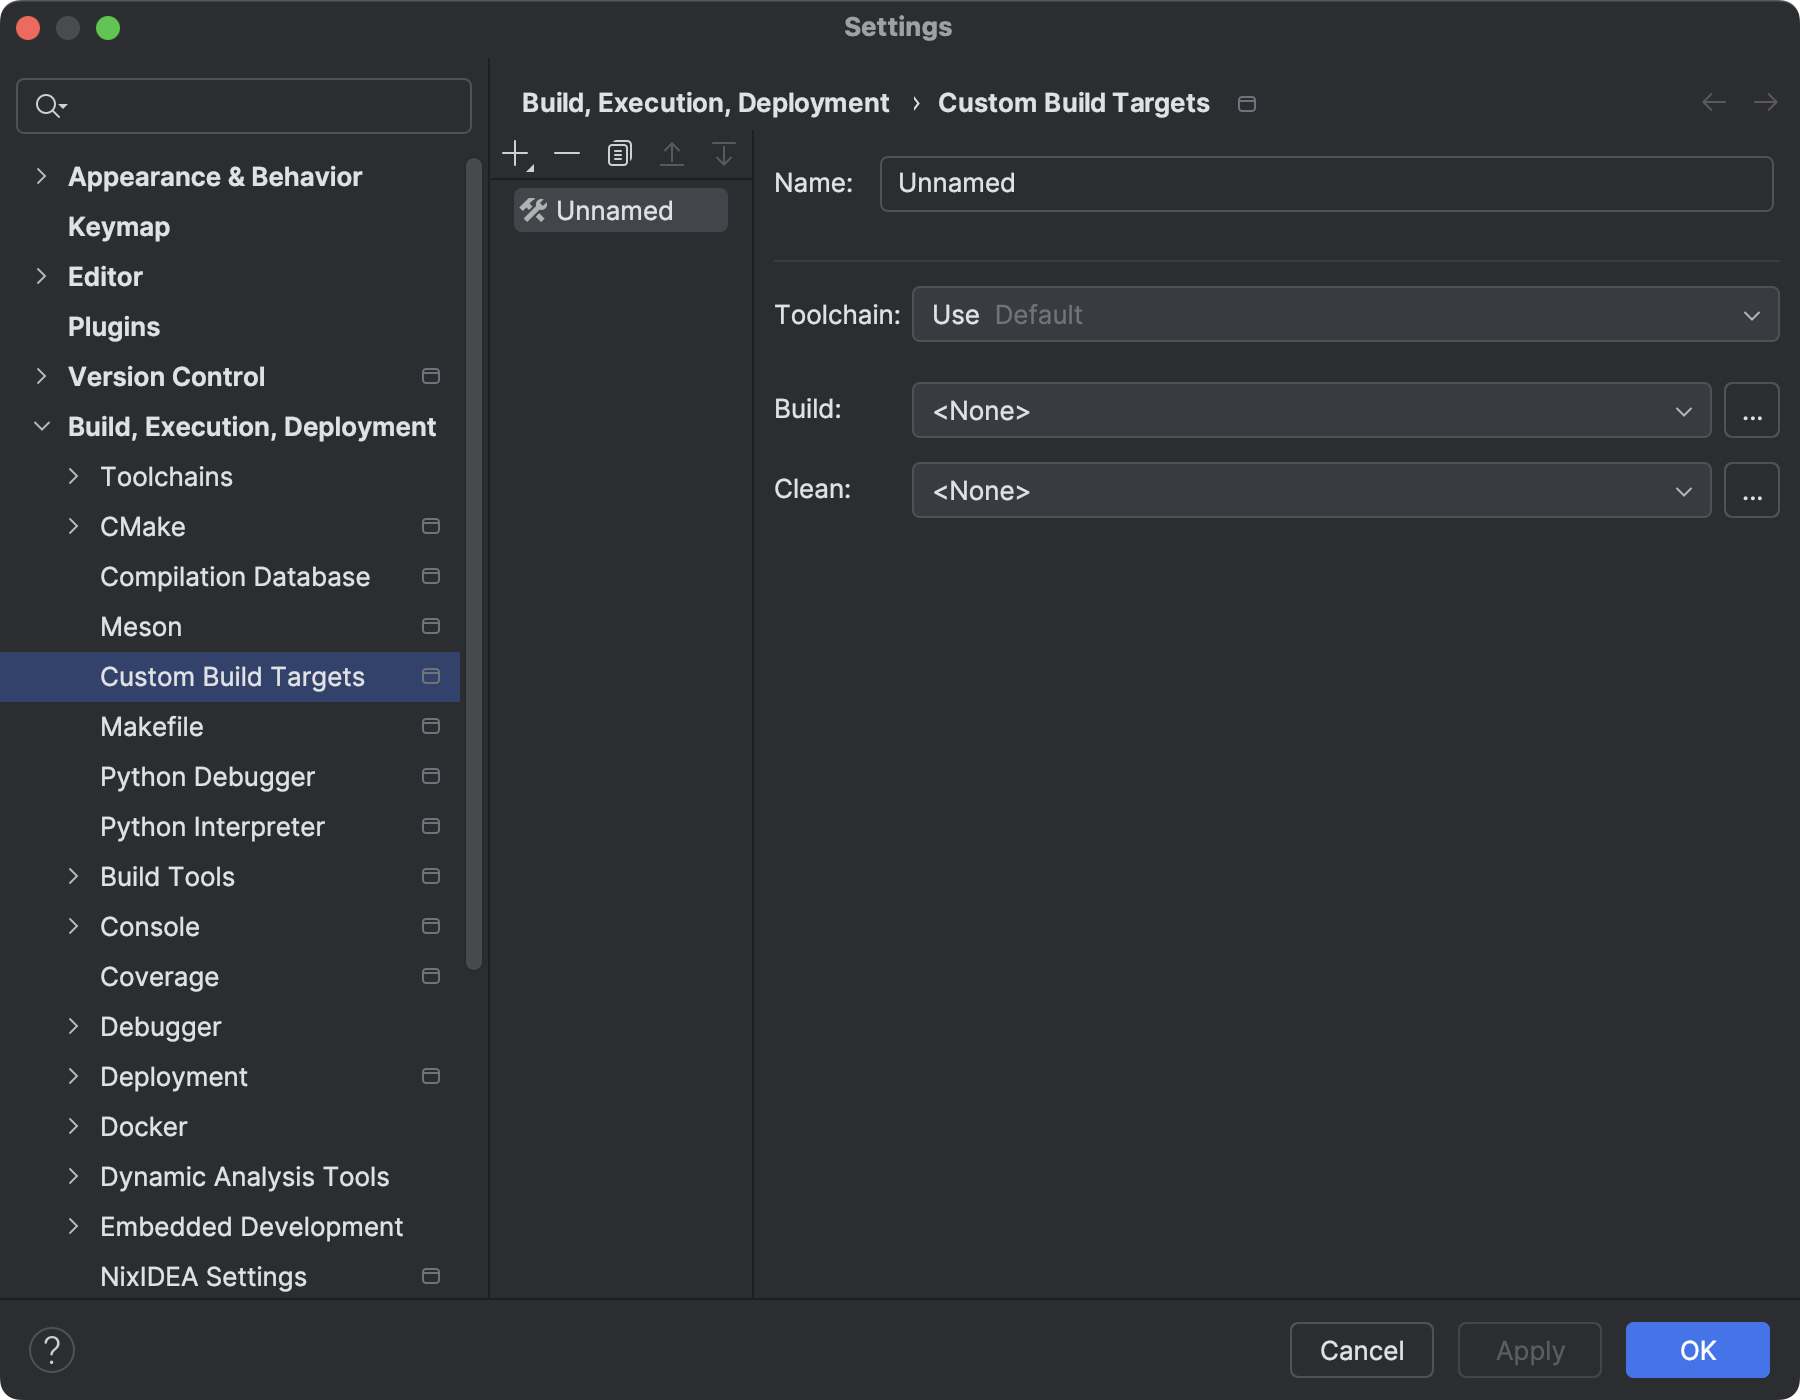 Settings
Appearance & Behavior
Keymap
Editor
Plugins
Version Control
Build, Execution, Deployment
Toolchains
CMake
Compilation Database
Meson
Custom Build Targets
Makefile
Python Debugger
Python Interpreter
Build Tools
Console
Coverage
Debugger
Deployment
Docker
Dynamic Analysis Tools
Embedded Development
NixIDEA Settings
Build, Execution, Deployment › Custom Build Targets
Unnamed
Name: Unnamed
Toolchain: Use Default
Build: <None> ...
Clean: <None> ...
? Cancel Apply OK